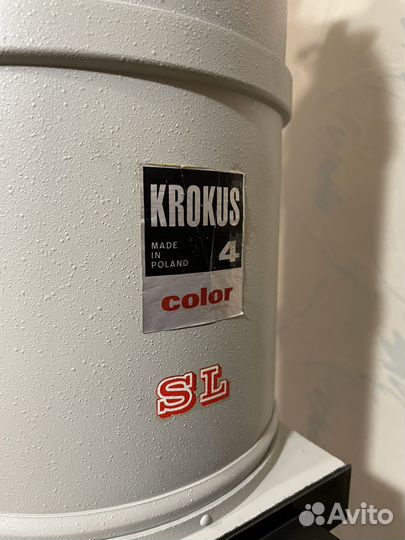 KROKUS
MADE
IN
POLAND
4
color
SL
Avito